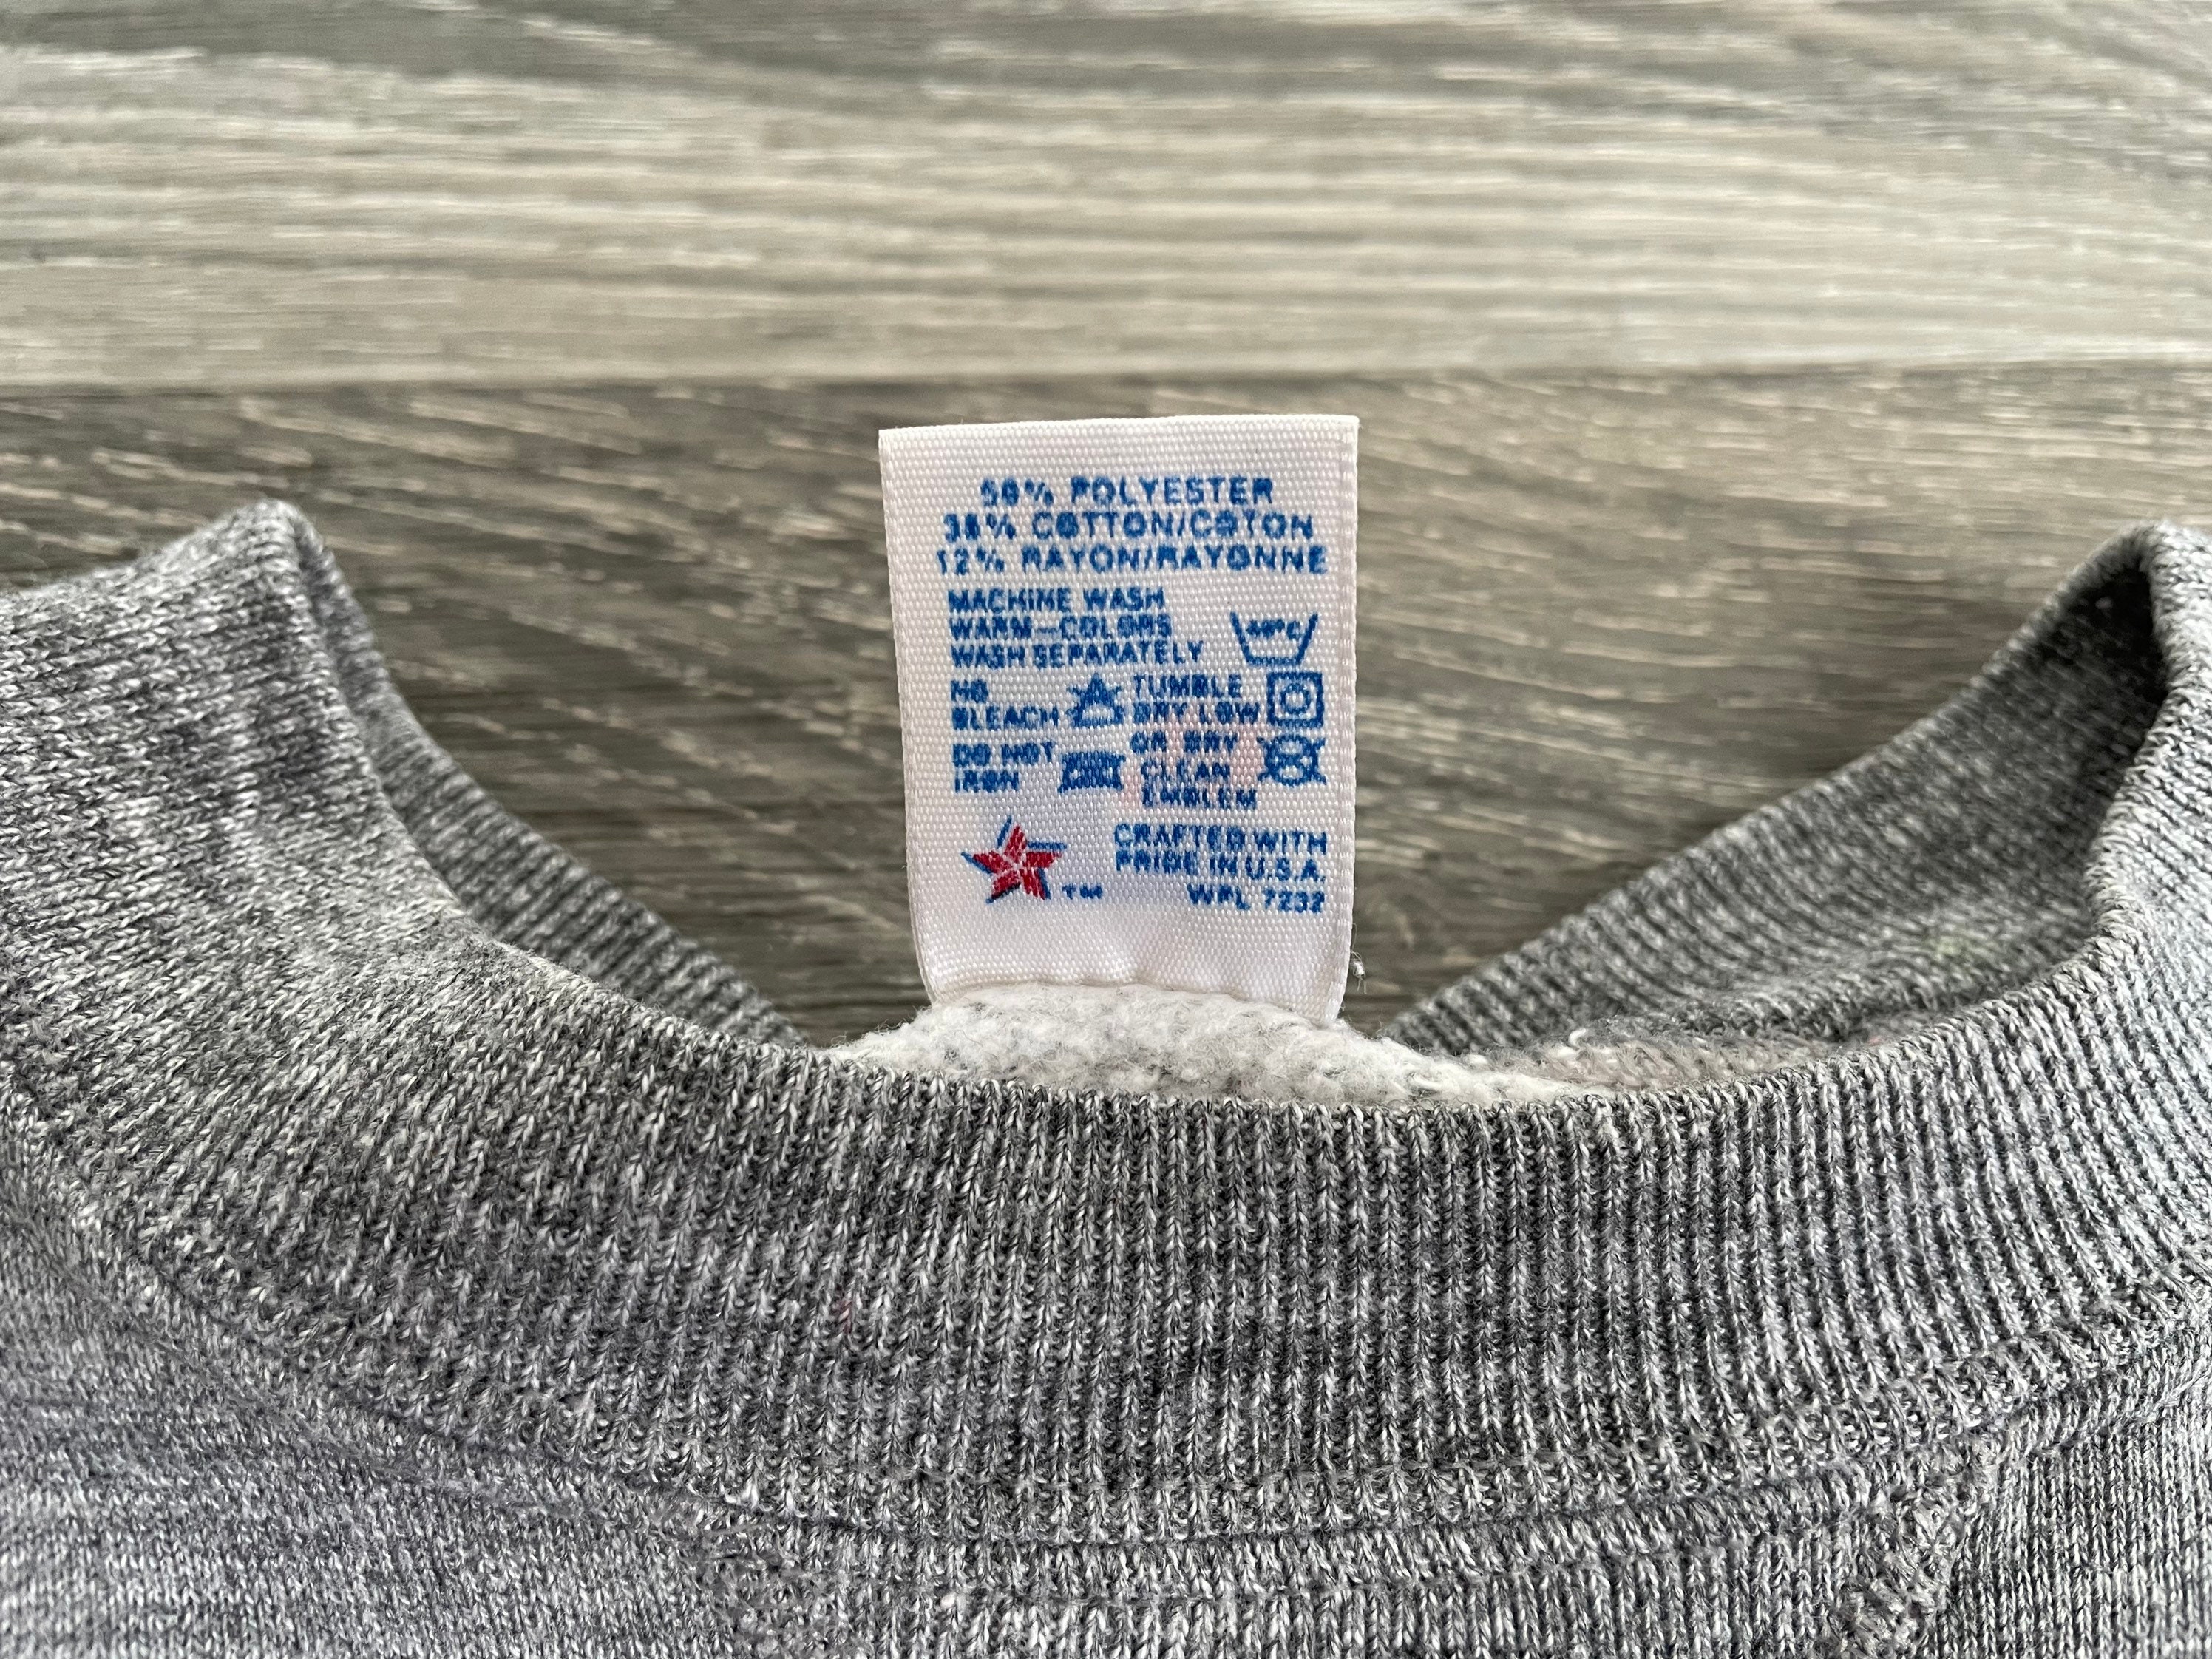 50% POLYESTER
38% COTTON/COTON
12% RAYON/RAYONNE
MACHINE WASH
WARM—COLORS
WASH SEPARATELY
NO
BLEACH
TUMBLE
DRY LOW
DO NOT
IRON
OR DRY
CLEAN
EMBLEM
TM
CRAFTED WITH
PRIDE IN U.S.A.
WPL 7232